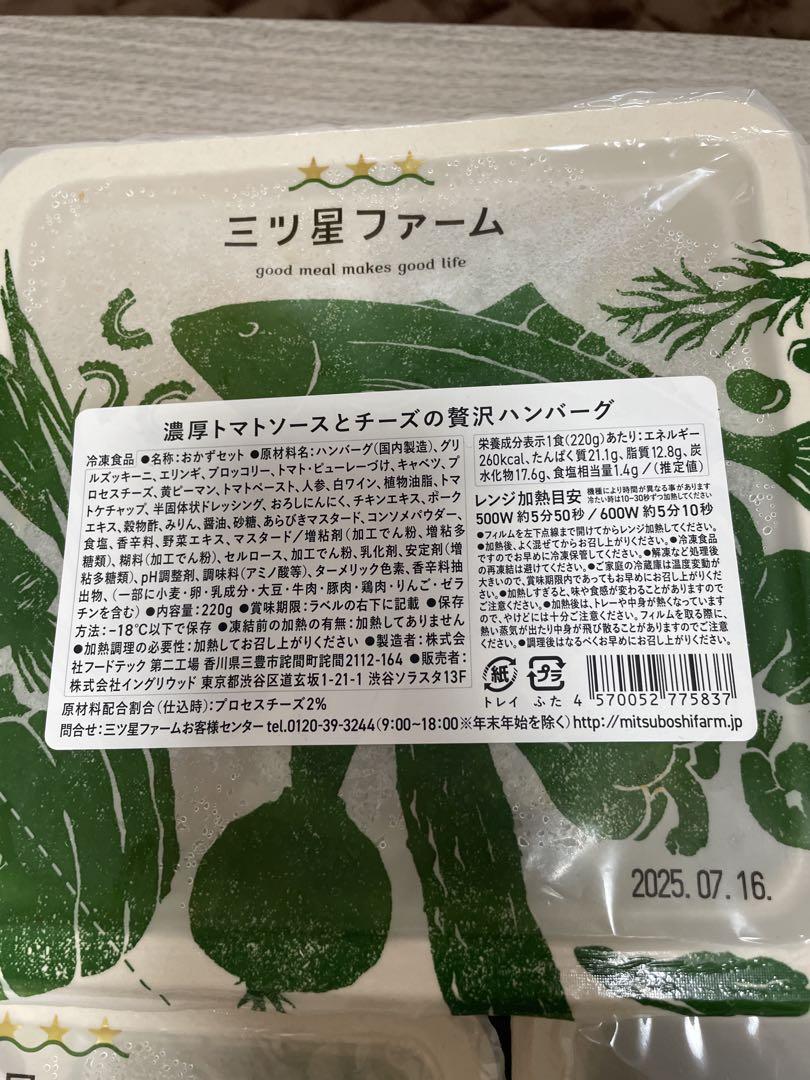 三ツ星ファーム
good meal makes good life
濃厚トマトソースとチーズの贅沢ハンバーグ
冷凍食品 ●名称:おかずセット ●原材料名:ハンバーグ(国内製造)、グリ
ルズッキーニ、エリンギ、ブロッコリー、トマト・ピューレーづけ、キャベツ、プ
ロセスチーズ、黄ピーマン、トマトペースト、人参、白ワイン、植物油脂、トマ
トケチャップ、半固体状ドレッシング、おろしにんにく、チキンエキス、ポーク
エキス、穀物酢、みりん、醤油、砂糖、あらびきマスタード、コンソメパウダー、
食塩、香辛料、野菜エキス、マスタード/増粘剤(加工でん粉、増粘多
糖類)、糊料(加工でん粉)、セルロース、加工でん粉、乳化剤、安定剤(増
粘多糖類)、pH調整剤、調味料(アミノ酸等)、ターメリック色素、香辛料抽
出物、(一部に小麦・卵・乳成分・大豆・牛肉・豚肉・鶏肉・りんご・ゼラ
チンを含む) ●内容量:220g ●賞味期限:ラベルの右下に記載 ●保存
方法:-18℃以下で保存 ●凍結前の加熱の有無:加熱してありません
●加熱調理の必要性:加熱してお召し上がりください ●製造者:株式会
社フードテック 第二工場 香川県三豊市詫間町詫間2112-164 ●販売者:
株式会社イングリウッド 東京都渋谷区道玄坂1-21-1 渋谷ソラスタ13F
栄養成分表示1食(220g)あたり:エネルギー
260kcal、たんぱく質21.1g、脂質12.8g、炭
水化物17.6g、食塩相当量1.4g/(推定値)
レンジ加熱目安 機種により時間が異なる事があります
冷たい時は10~30秒ずつ加熱してください
500W 約5分50秒/600W 約5分10秒
●フィルムを左下点線まで開けてからレンジ加熱してください。
●加熱後、よく混ぜてから召し上がりください。●冷凍食品
ですのでお早めに冷凍保管してください。●解凍など処理後
の再凍結は避けてください。●ご家庭の冷蔵庫は温度変動が
大きいので、賞味期限内であってもお早めにお召し上がりくだ
さい。●加熱しすぎると、味や食感が変わることがありますので
ご注意ください。●加熱後は、トレーや中身が熱くなっています
ので、やけどには十分ご注意ください。フィルムを取る際に、
熱い蒸気が出たり中身が飛び散ることがありますのでご注意
ください。●調理後はなるべくお早めにお召し上がりください。
紙 プラ
トレイ ふた
4 570052 775837
原材料配合割合(仕込時):プロセスチーズ2%
問合せ:三ツ星ファームお客様センター tel.0120-39-3244(9:00~18:00※年末年始を除く)http://mitsuboshifarm.jp
2025.07.16.